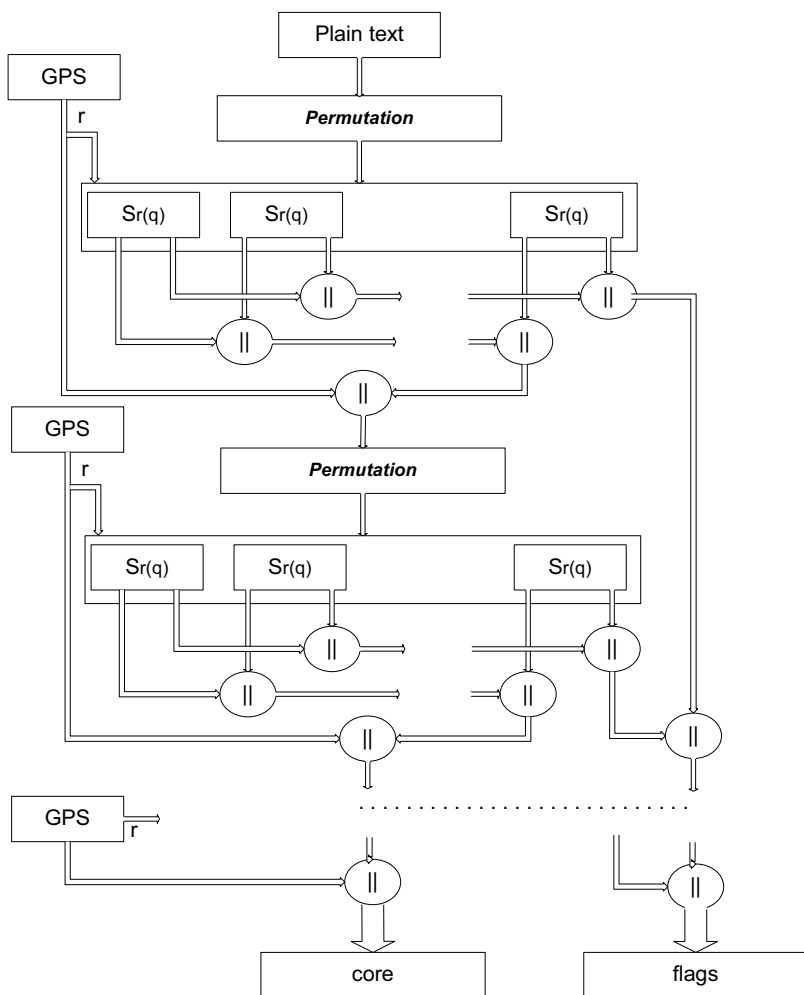 Plain text
GPS
r
Permutation
Sr(q) Sr(q) Sr(q)
|| ||
|| ||
||
GPS
r
Permutation
Sr(q) Sr(q) Sr(q)
|| ||
|| ||
|| ||
. . . . . . . . . . . . . . . . . . . . . . . . . . . . . . . . . .
GPS
r
|| ||
core flags